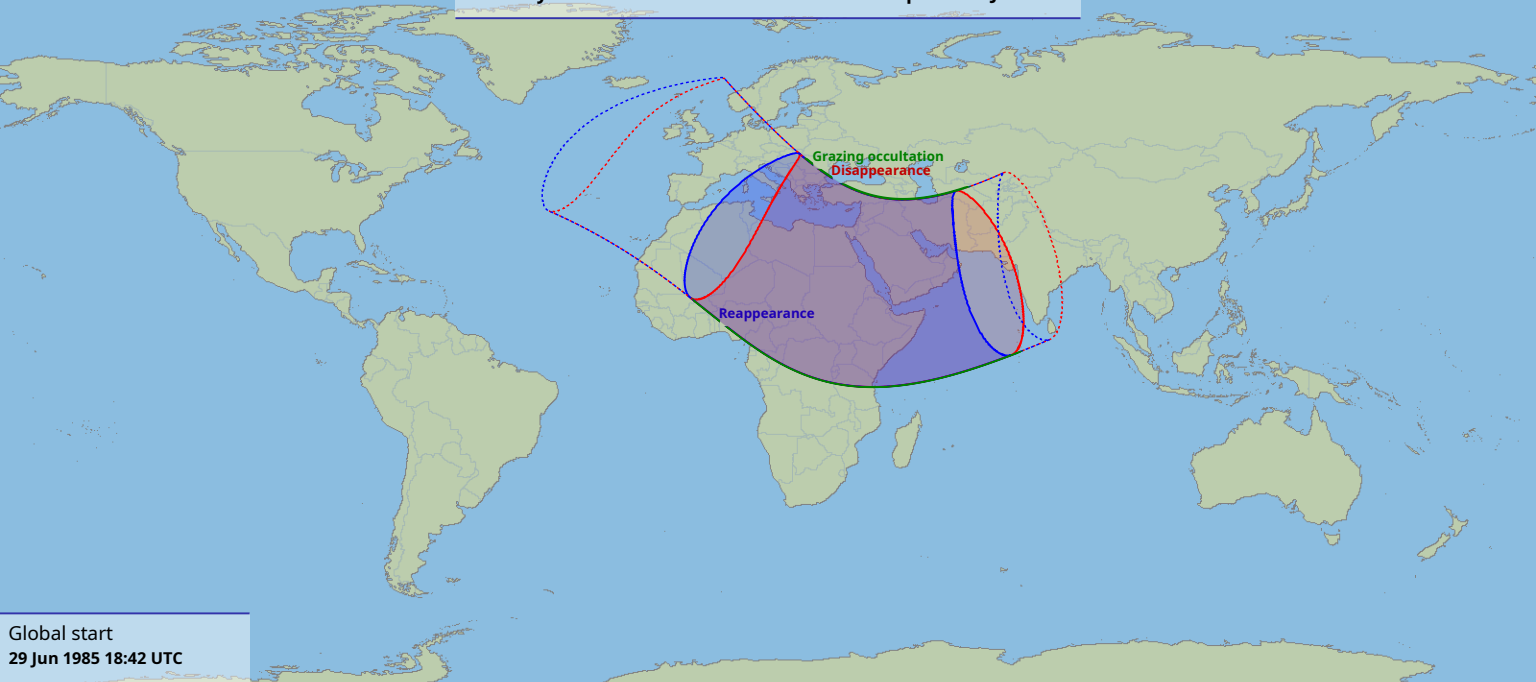 Grazing occultation
Disappearance
Reappearance
Global start
29 Jun 1985 18:42 UTC